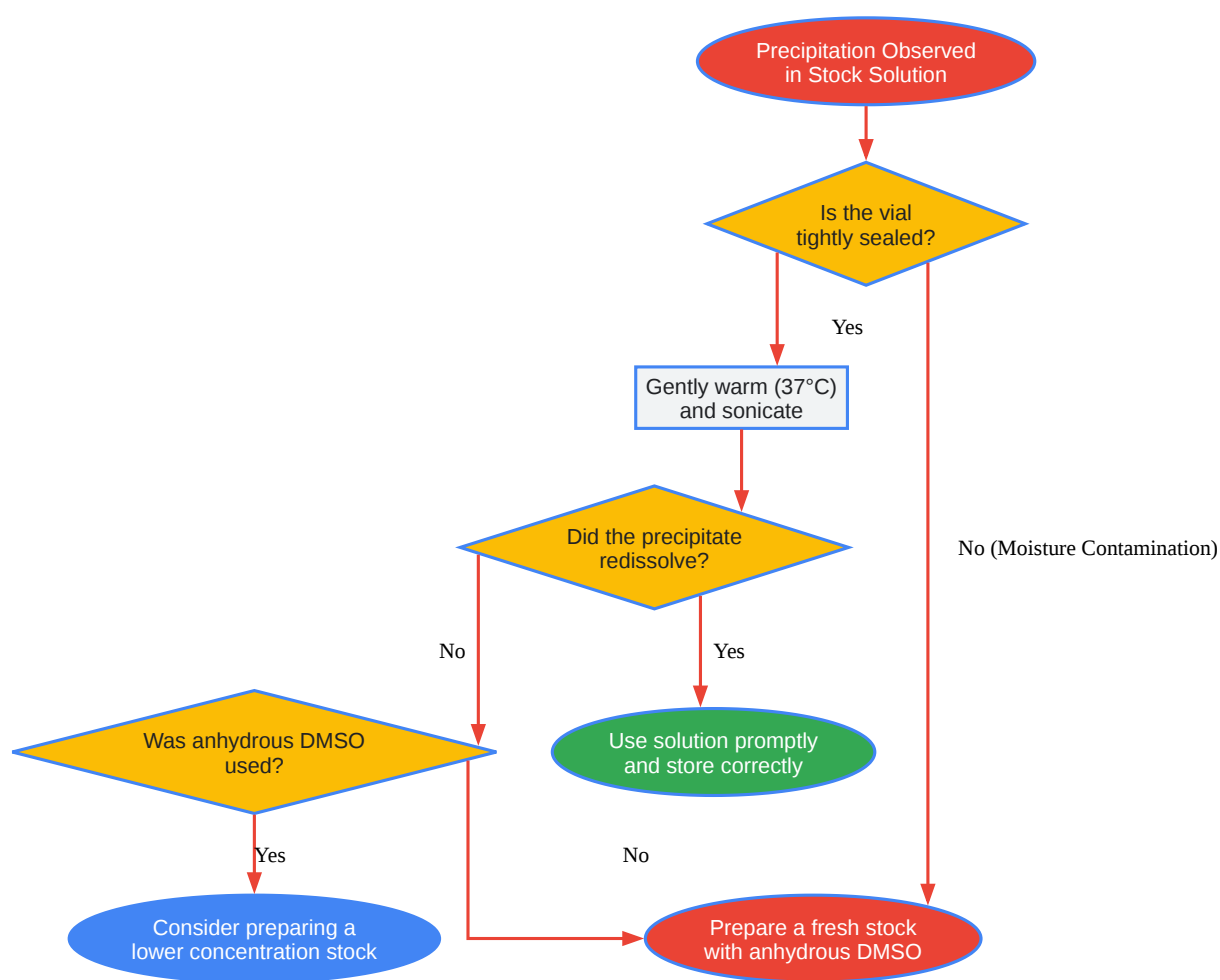 Precipitation Observed
in Stock Solution
Is the vial
tightly sealed?
Yes
Gently warm (37°C)
and sonicate
Did the precipitate
redissolve?
No (Moisture Contamination)
No
Yes
Was anhydrous DMSO
used?
Use solution promptly
and store correctly
Yes
No
Consider preparing a
lower concentration stock
Prepare a fresh stock
with anhydrous DMSO